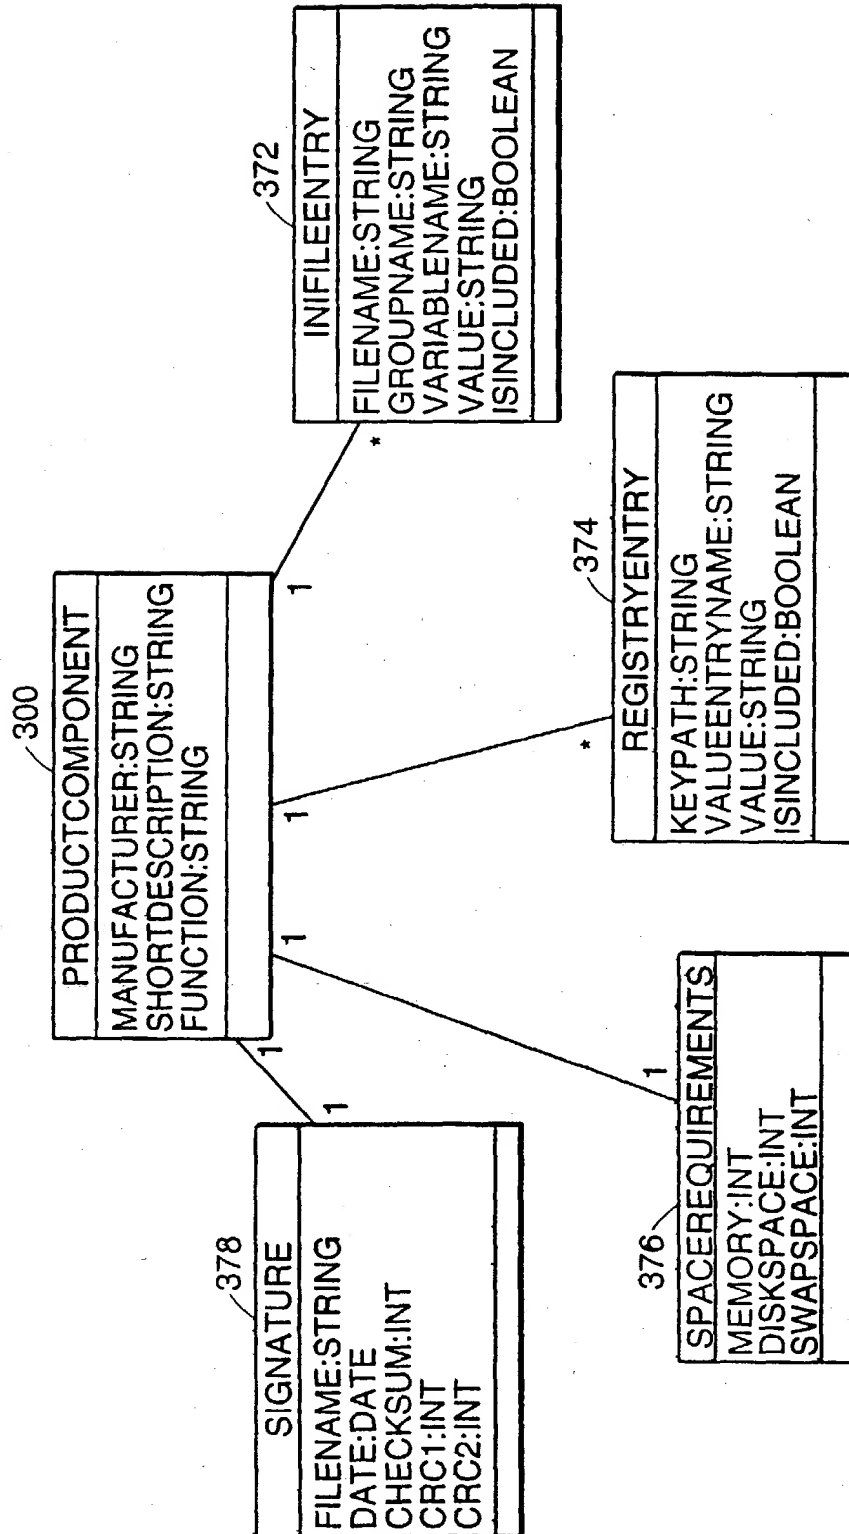 300
PRODUCTCOMPONENT
MANUFACTURER:STRING
SHORTDESCRIPTION:STRING
FUNCTION:STRING
1
1
1
1
1
1
*
*
378
SIGNATURE
FILENAME:STRING
DATE:DATE
CHECKSUM:INT
CRC1:INT
CRC2:INT
376
SPACEREQUIREMENTS
MEMORY:INT
DISKSPACE:INT
SWAPSPACE:INT
374
REGISTRYENTRY
KEYPATH:STRING
VALUEENTRYNAME:STRING
VALUE:STRING
ISINCLUDED:BOOLEAN
372
INIFILEENTRY
FILENAME:STRING
GROUPNAME:STRING
VARIABLENAME:STRING
VALUE:STRING
ISINCLUDED:BOOLEAN